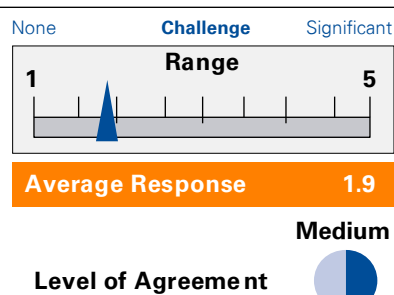 None Challenge Significant
Range
1 5
Average Response 1.9
Medium
Level of Agreement